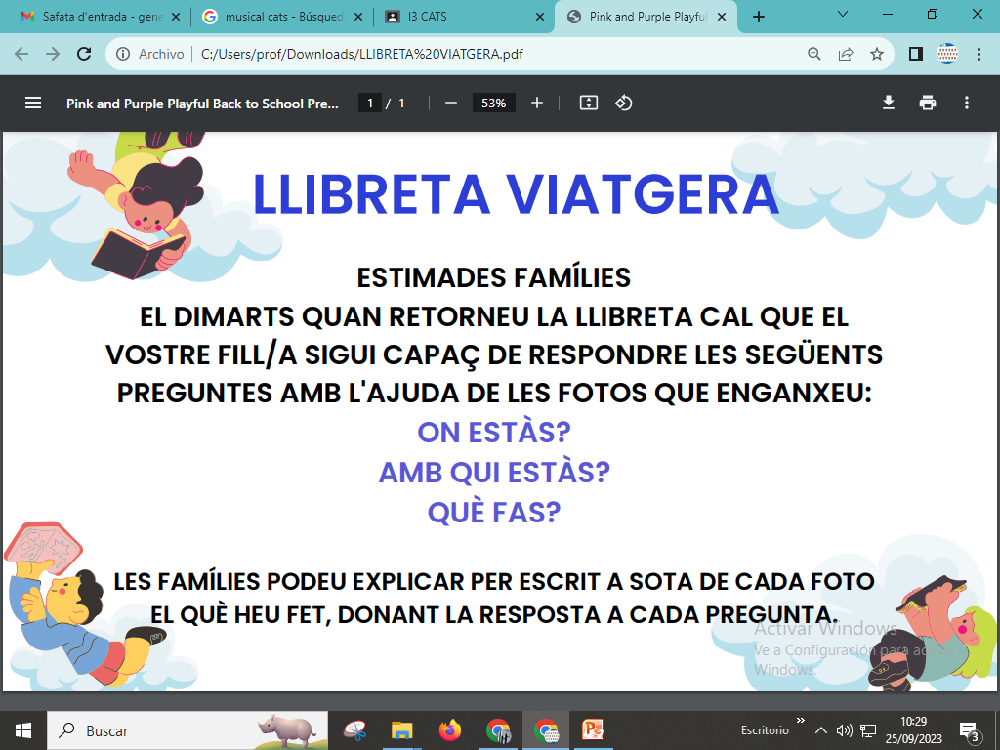 Safata d'entrada - gene
musical cats - Búsqued
I3 CATS
Pink and Purple Playful
Archivo
C:/Users/prof/Downloads/LLIBRETA%20VIATGERA.pdf
Pink and Purple Playful Back to School Pre...
1 / 1
53%
LLIBRETA VIATGERA
ESTIMADES FAMÍLIES
EL DIMARTS QUAN RETORNEU LA LLIBRETA CAL QUE EL
VOSTRE FILL/A SIGUI CAPAÇ DE RESPONDRE LES SEGÜENTS
PREGUNTES AMB L'AJUDA DE LES FOTOS QUE ENGANXEU:
ON ESTÀS?
AMB QUI ESTÀS?
QUÈ FAS?
LES FAMÍLIES PODEU EXPLICAR PER ESCRIT A SOTA DE CADA FOTO
EL QUÈ HEU FET, DONANT LA RESPOSTA A CADA PREGUNTA.
Activar Windows
Ve a Configuración para ac
Windows.
Buscar
Escritorio
10:29
25/09/2023
3